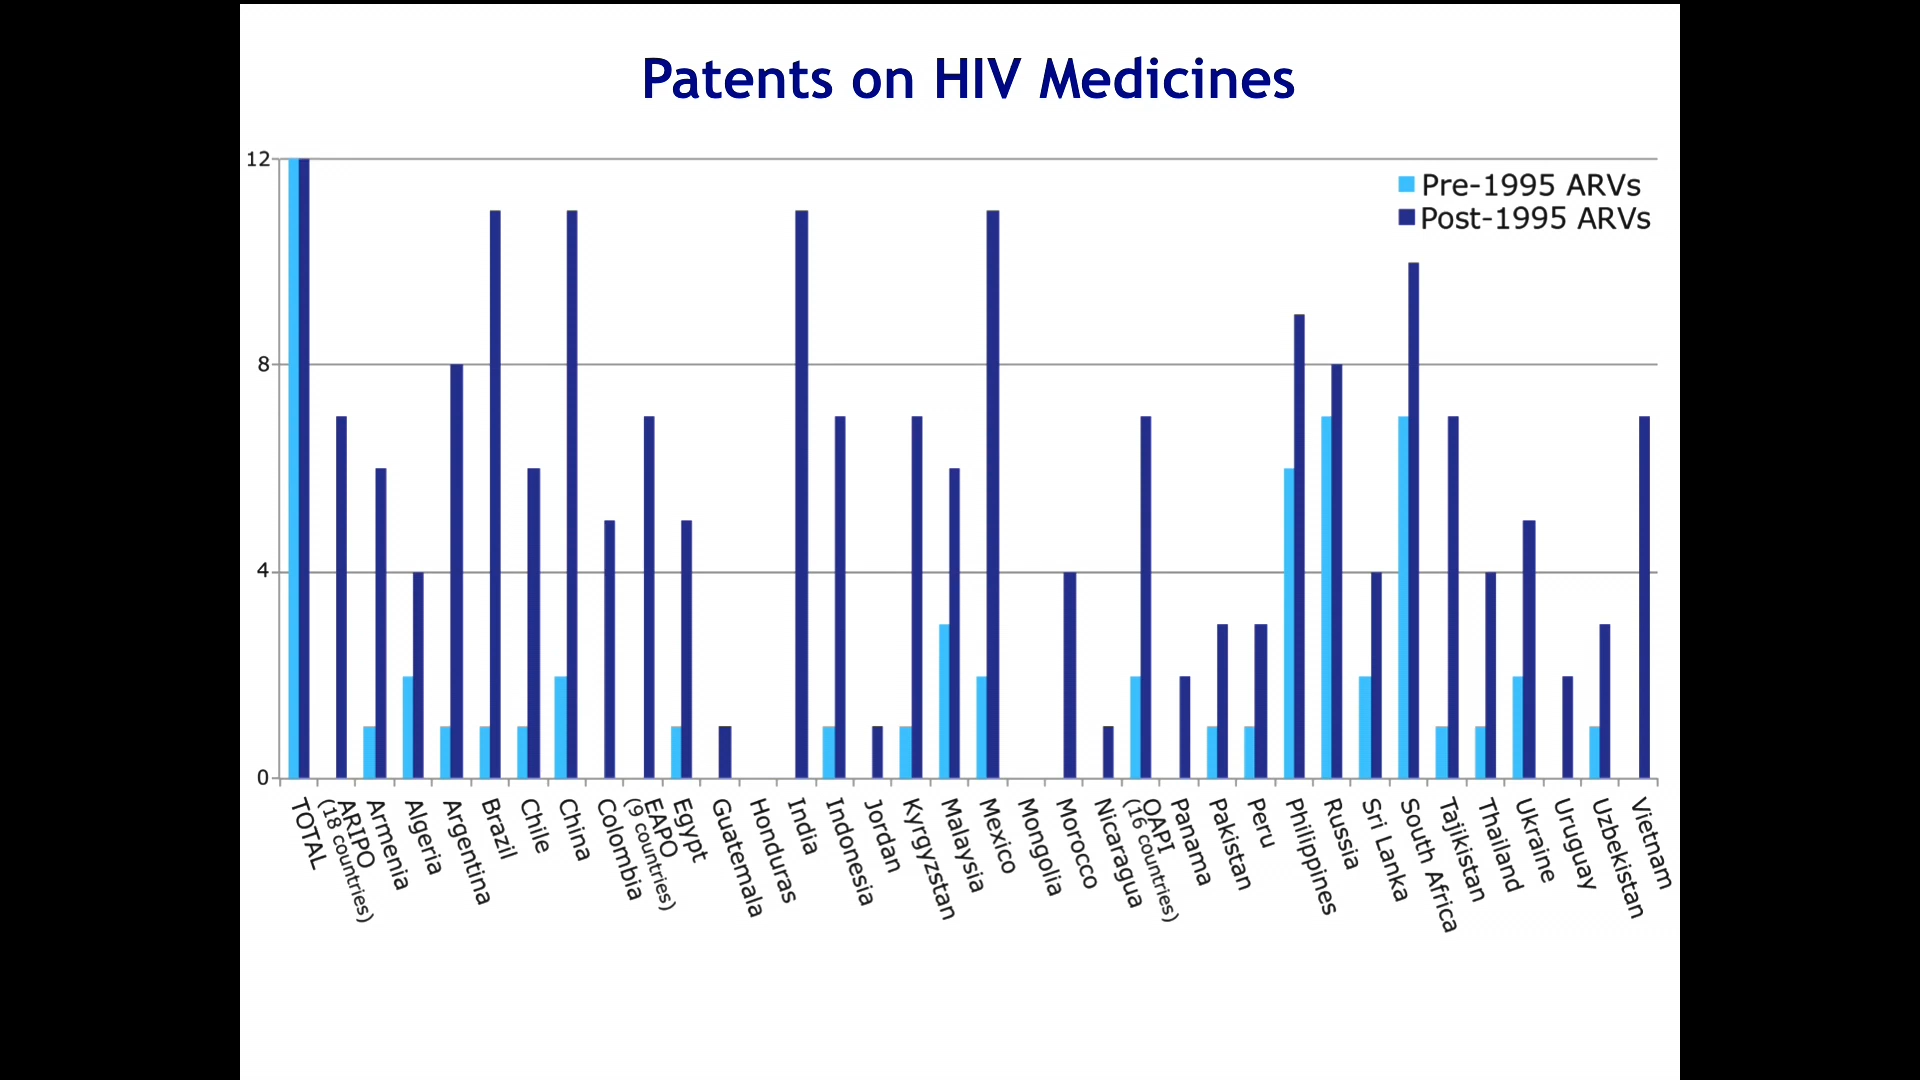 Patents on HIV Medicines
12
8
4
0
Pre-1995 ARVs
Post-1995 ARVs
TOTAL
ARIPO
(18 countries)
Armenia
Algeria
Argentina
Brazil
Chile
China
Colombia
EAPO
(9 countries)
Egypt
Guatemala
Honduras
India
Indonesia
Jordan
Kyrgyzstan
Malaysia
Mexico
Mongolia
Morocco
Nicaragua
OAPI
(16 countries)
Panama
Pakistan
Peru
Philippines
Russia
Sri Lanka
South Africa
Tajikistan
Thailand
Ukraine
Uruguay
Uzbekistan
Vietnam